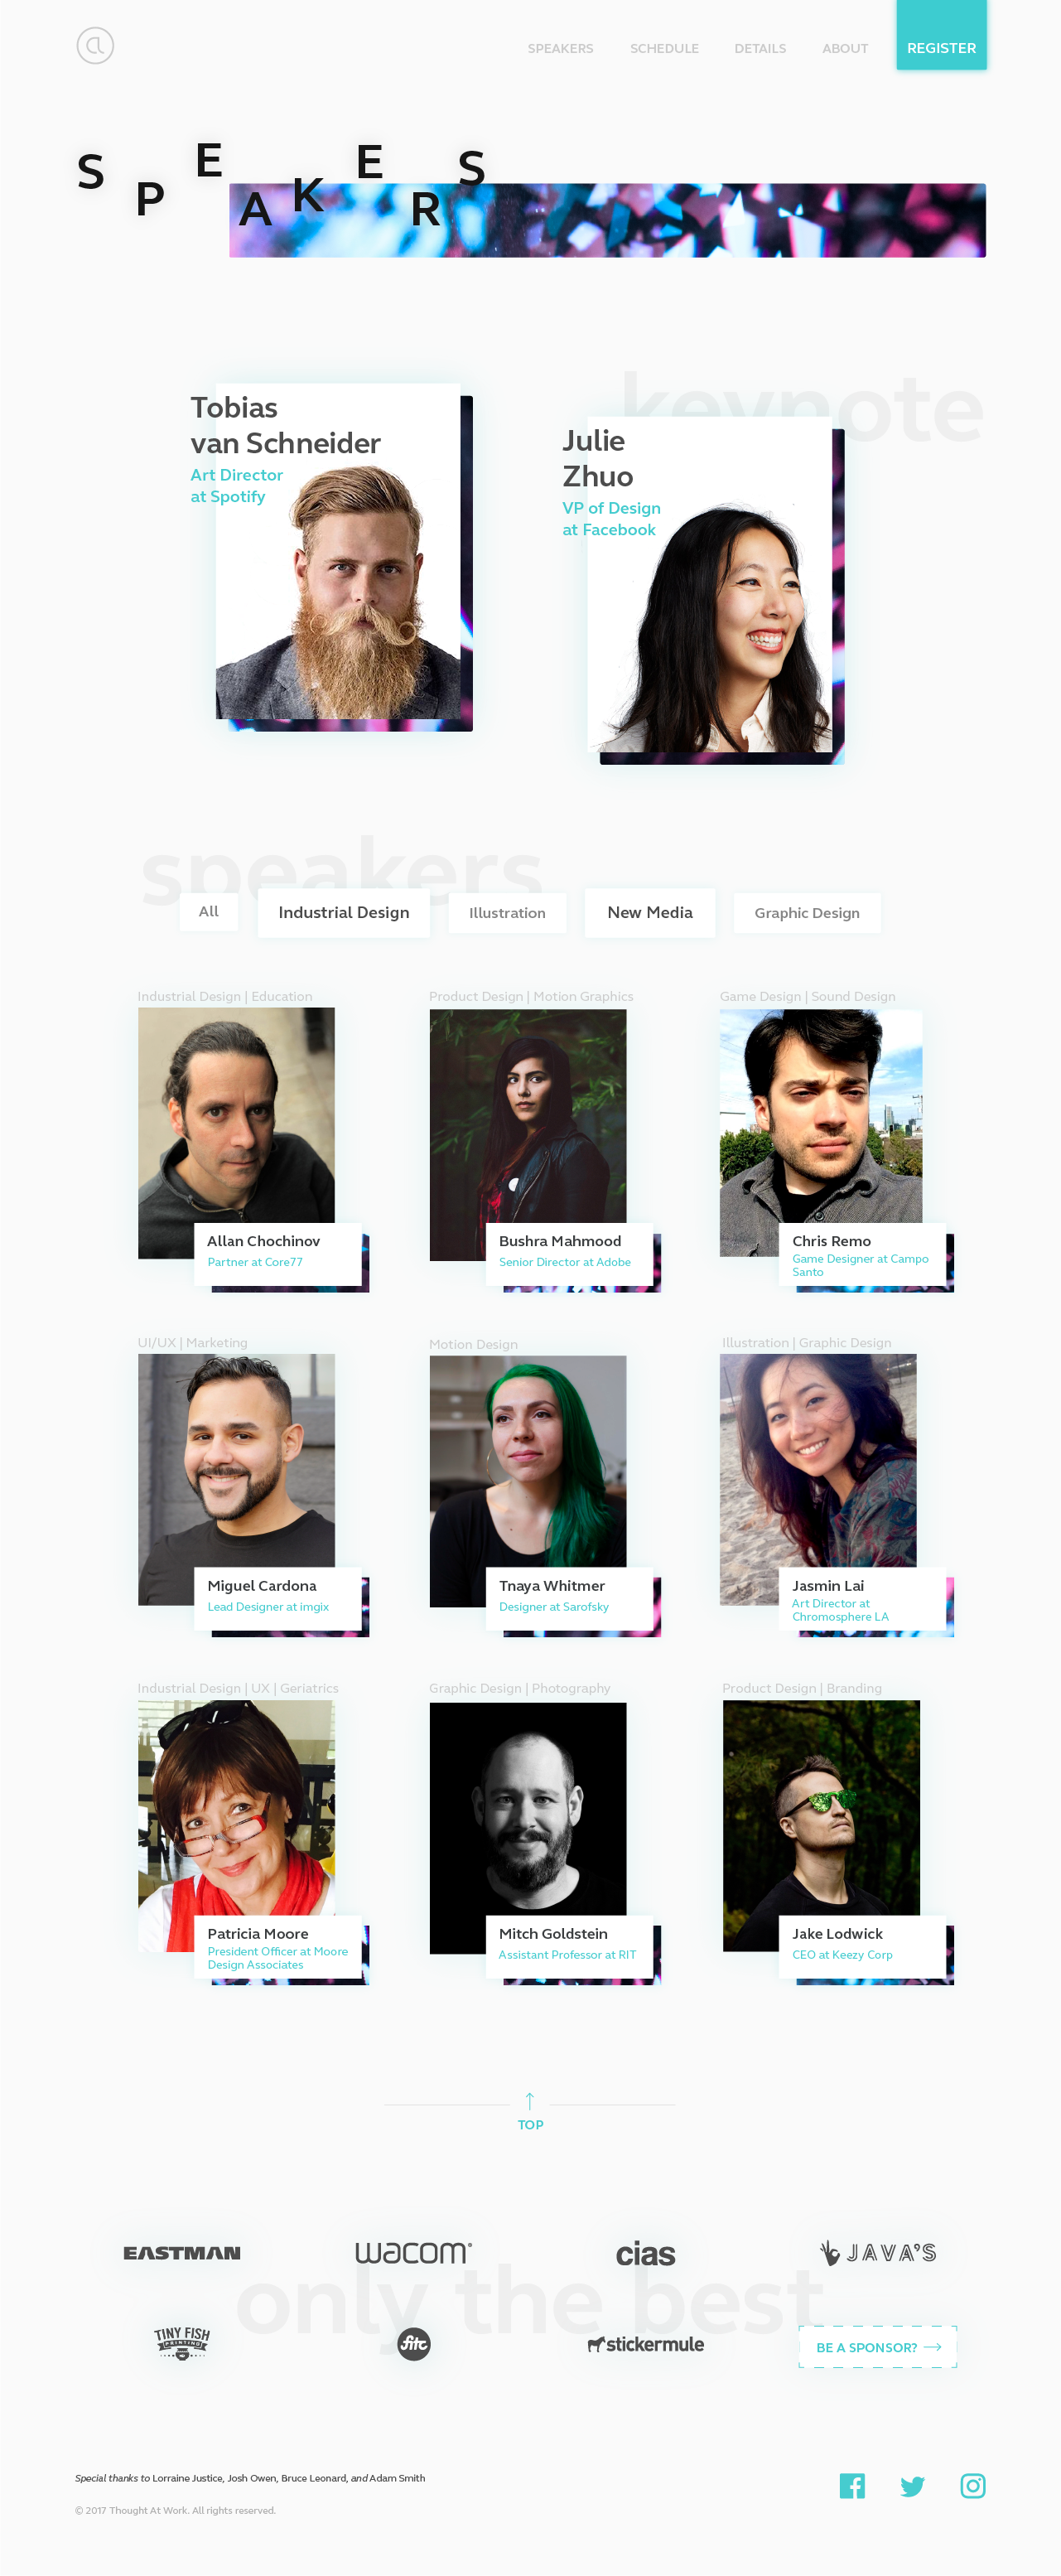 SPEAKERS SCHEDULE DETAILS ABOUT REGISTER
SPEAKERS
keynote
Tobias
van Schneider
Art Director
at Spotify
Julie
Zhuo
VP of Design
at Facebook
speakers
All Industrial Design Illustration New Media Graphic Design
Industrial Design | Education
Allan Chochinov
Partner at Core77
Product Design | Motion Graphics
Bushra Mahmood
Senior Director at Adobe
Game Design | Sound Design
Chris Remo
Game Designer at Campo
Santo
UI/UX | Marketing
Miguel Cardona
Lead Designer at imgix
Motion Design
Tnaya Whitmer
Designer at Sarofsky
Illustration | Graphic Design
Jasmin Lai
Art Director at
Chromosphere LA
Industrial Design | UX | Geriatrics
Patricia Moore
President Officer at Moore
Design Associates
Graphic Design | Photography
Mitch Goldstein
Assistant Professor at RIT
Product Design | Branding
Jake Lodwick
CEO at Keezy Corp
TOP
EASTMAN wacom® cias JAVA'S
only the best
TINY FISH
PRINTING
fitc
stickermule
BE A SPONSOR?
Special thanks to Lorraine Justice, Josh Owen, Bruce Leonard, and Adam Smith
© 2017 Thought At Work. All rights reserved.